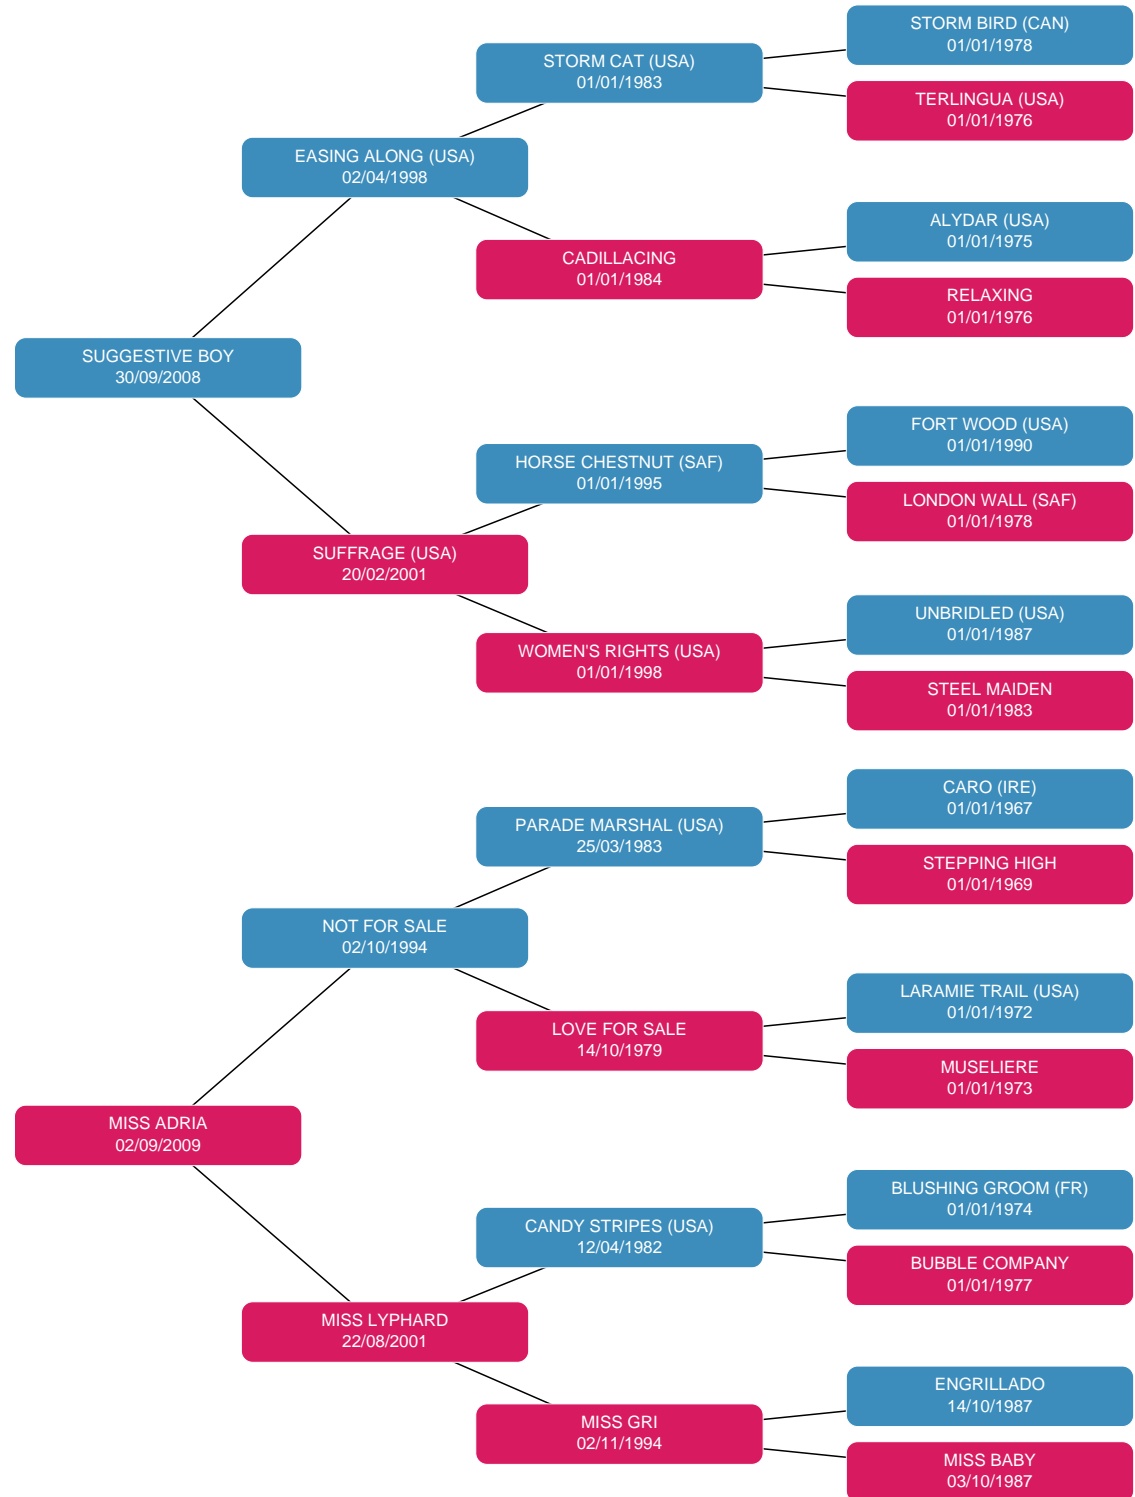 STORM BIRD (CAN)
01/01/1978
STORM CAT (USA)
01/01/1983
TERLINGUA (USA)
01/01/1976
EASING ALONG (USA)
02/04/1998
ALYDAR (USA)
01/01/1975
CADILLACING
01/01/1984
RELAXING
01/01/1976
SUGGESTIVE BOY
30/09/2008
FORT WOOD (USA)
01/01/1990
HORSE CHESTNUT (SAF)
01/01/1995
LONDON WALL (SAF)
01/01/1978
SUFFRAGE (USA)
20/02/2001
UNBRIDLED (USA)
01/01/1987
WOMEN'S RIGHTS (USA)
01/01/1998
STEEL MAIDEN
01/01/1983
CARO (IRE)
01/01/1967
PARADE MARSHAL (USA)
25/03/1983
STEPPING HIGH
01/01/1969
NOT FOR SALE
02/10/1994
LARAMIE TRAIL (USA)
01/01/1972
LOVE FOR SALE
14/10/1979
MUSELIERE
01/01/1973
MISS ADRIA
02/09/2009
BLUSHING GROOM (FR)
01/01/1974
CANDY STRIPES (USA)
12/04/1982
BUBBLE COMPANY
01/01/1977
MISS LYPHARD
22/08/2001
ENGRILLADO
14/10/1987
MISS GRI
02/11/1994
MISS BABY
03/10/1987